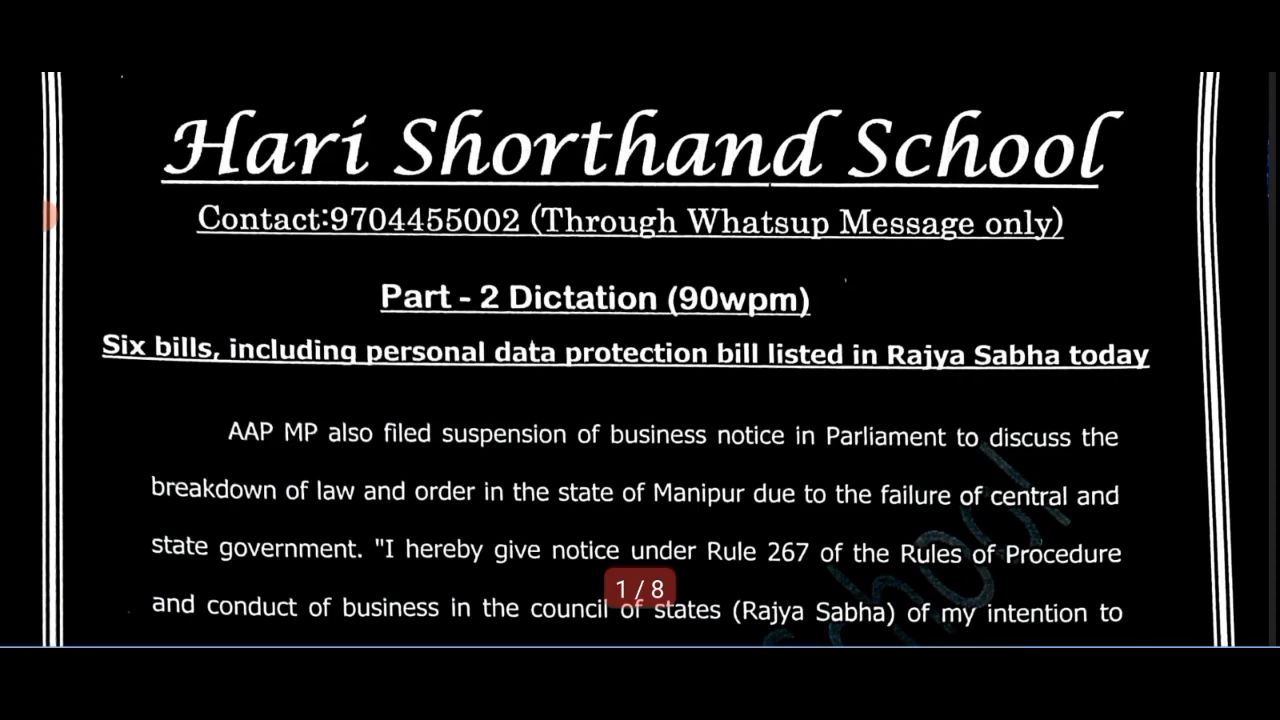 Hari Shorthand School
Contact:9704455002 (Through Whatsup Message only)
Part - 2 Dictation (90wpm)
Six bills, including personal data protection bill listed in Rajya Sabha today
AAP MP also filed suspension of business notice in Parliament to discuss the
breakdown of law and order in the state of Manipur due to the failure of central and
state government. "I hereby give notice under Rule 267 of the Rules of Procedure
1 / 8
and conduct of business in the council of states (Rajya Sabha) of my intention to
School